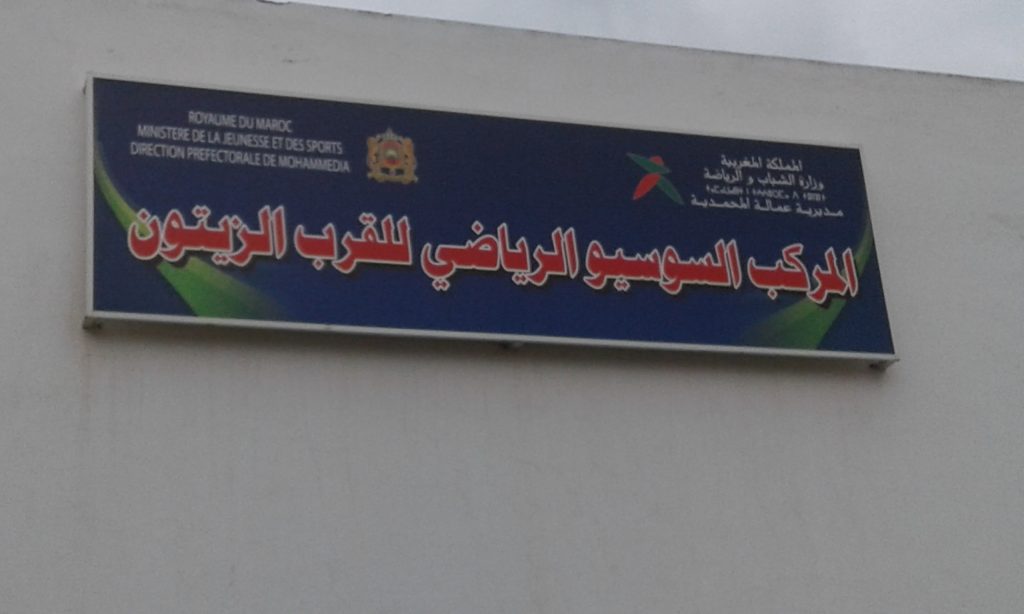 ROYAUME DU MAROC
MINISTERE DE LA JEUNESSE ET DES SPORTS
DIRECTION PREFECTORALE DE MOHAMMEDIA
المملكة المغربية
وزارة الشباب و الرياضة
مديرية عمالة المحمدية
المركب السوسيو الرياضي للقرب الزيتون